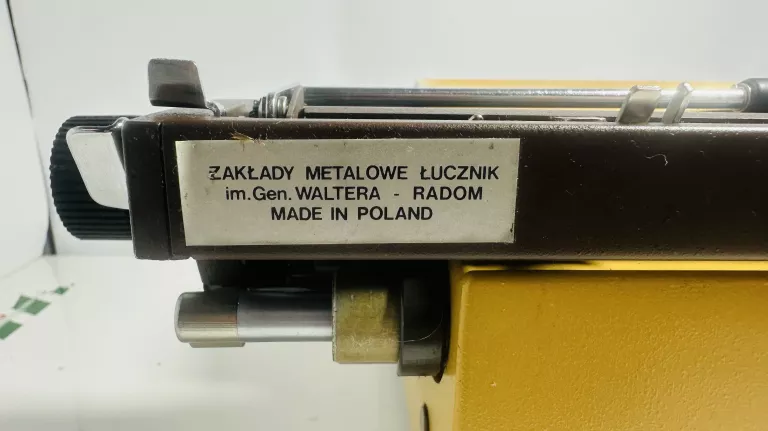 ZAKŁADY METALOWE ŁUCZNIK
im.Gen. WALTERA - RADOM
MADE IN POLAND